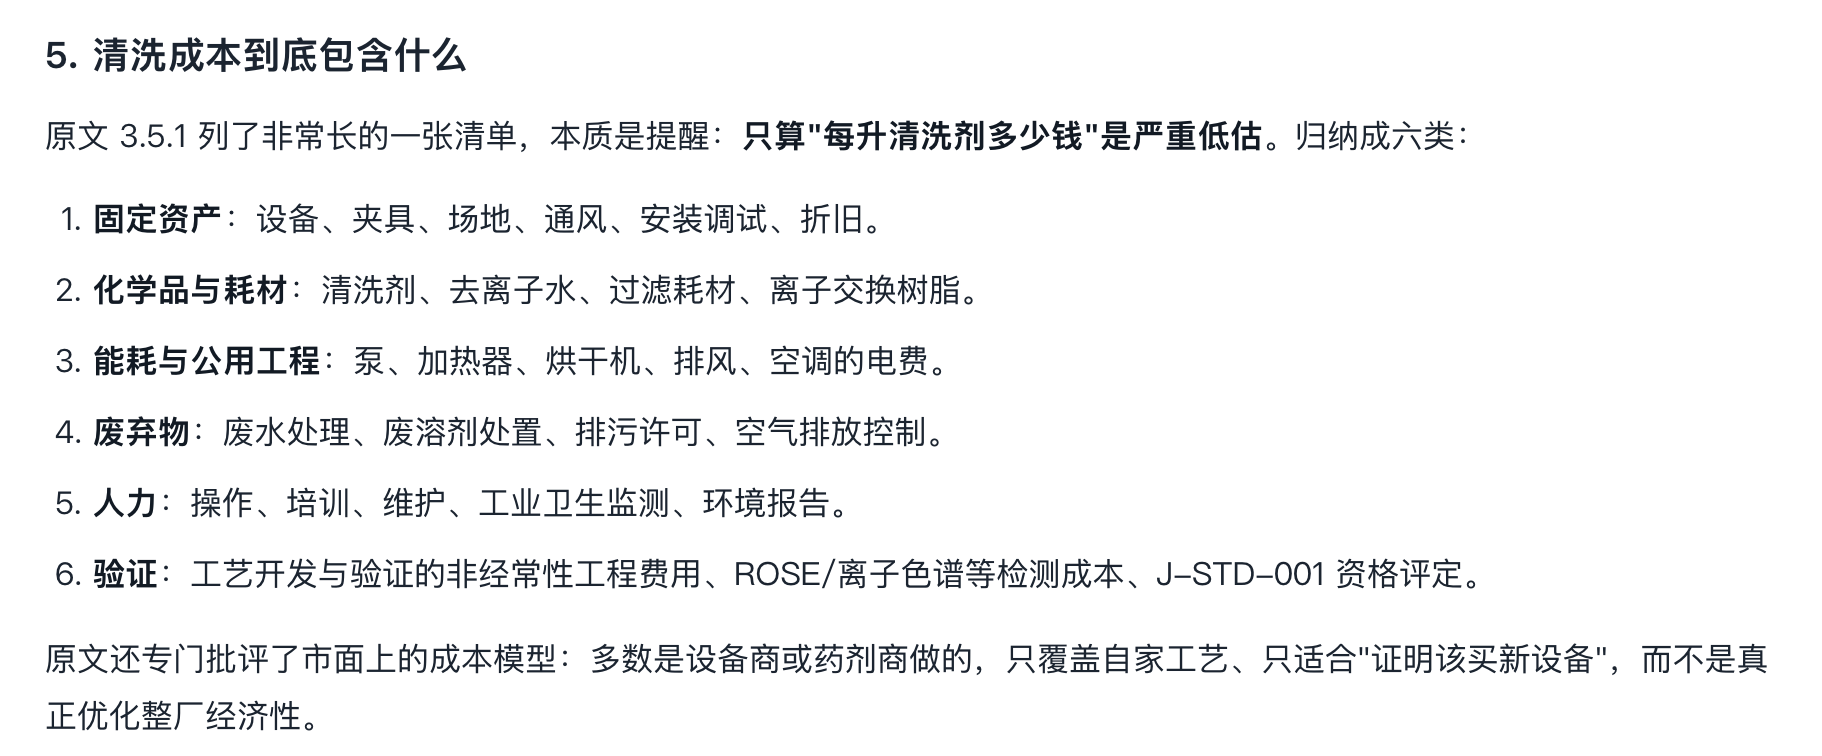 5. 清洗成本到底包含什么
原文 3.5.1 列了非常长的一张清单，本质是提醒：只算"每升清洗剂多少钱"是严重低估。归纳成六类：
1. 固定资产：设备、夹具、场地、通风、安装调试、折旧。
2. 化学品与耗材：清洗剂、去离子水、过滤耗材、离子交换树脂。
3. 能耗与公用工程：泵、加热器、烘干机、排风、空调的电费。
4. 废弃物：废水处理、废溶剂处置、排污许可、空气排放控制。
5. 人力：操作、培训、维护、工业卫生监测、环境报告。
6. 验证：工艺开发与验证的非经常性工程费用、ROSE/离子色谱等检测成本、J-STD-001 资格评定。
原文还专门批评了市面上的成本模型：多数是设备商或药剂商做的，只覆盖自家工艺、只适合"证明该买新设备"，而不是真
正优化整厂经济性。